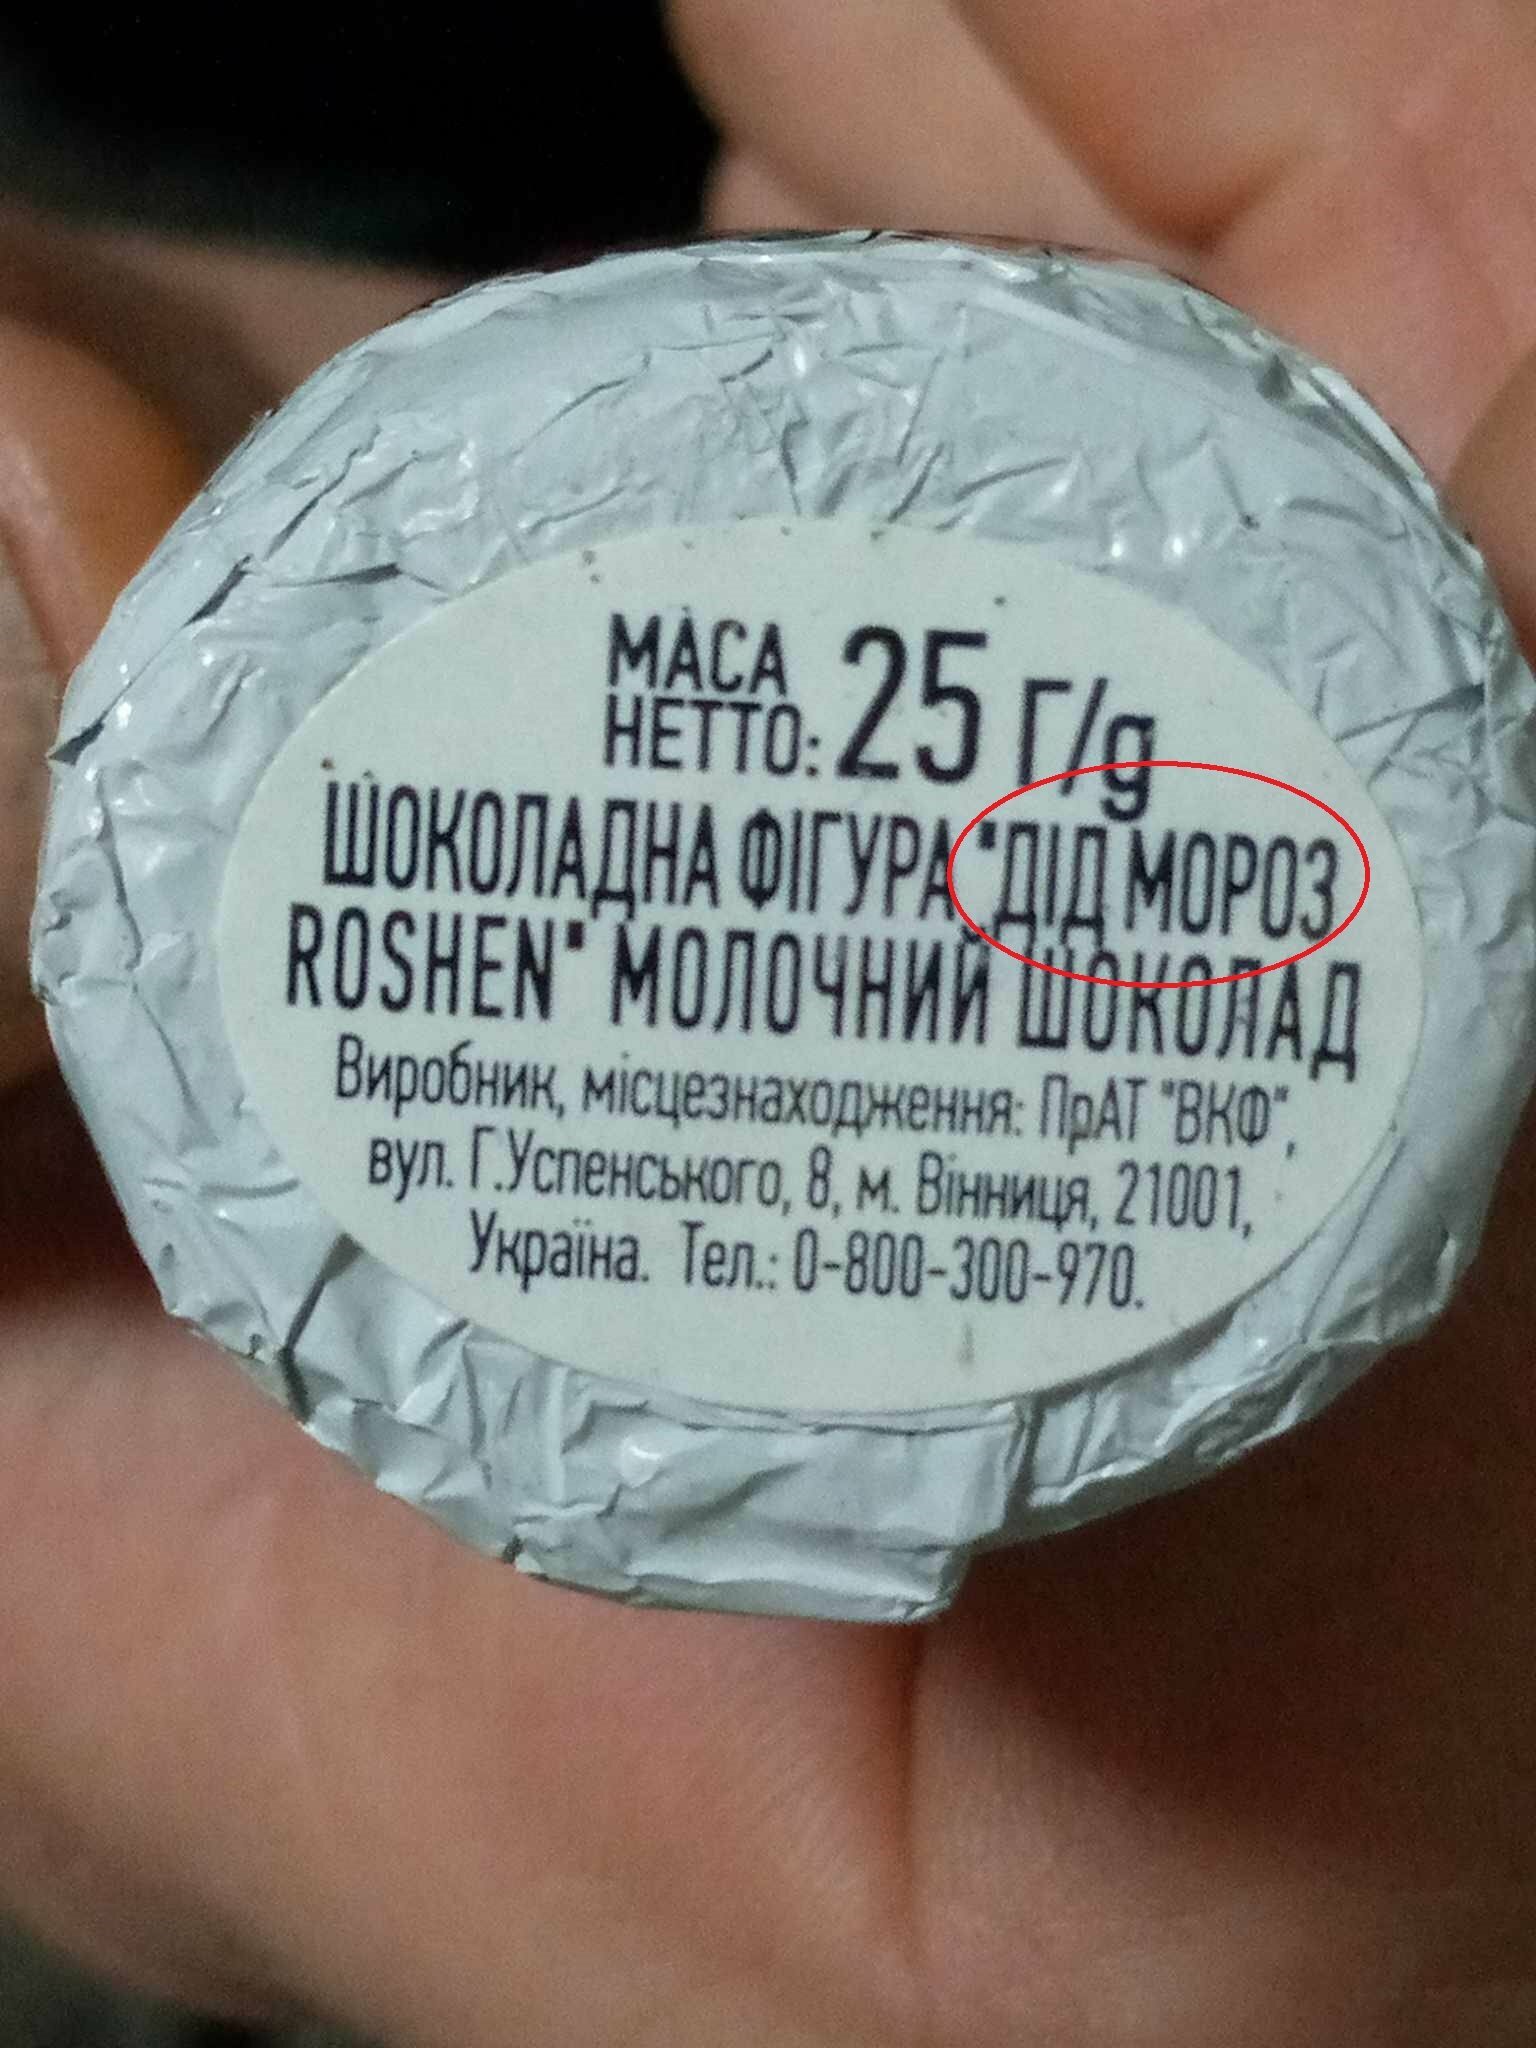 МАСА
НЕТТО: 25 Г/g
ШОКОЛАДНА ФІГУРА "ДІД МОРОЗ
ROSHEN" МОЛОЧНИЙ ШОКОЛАД
Виробник, місцезнаходження: ПрАТ "ВКФ",
вул. Г.Успенського, 8, м. Вінниця, 21001,
Україна. Тел.: 0-800-300-970.